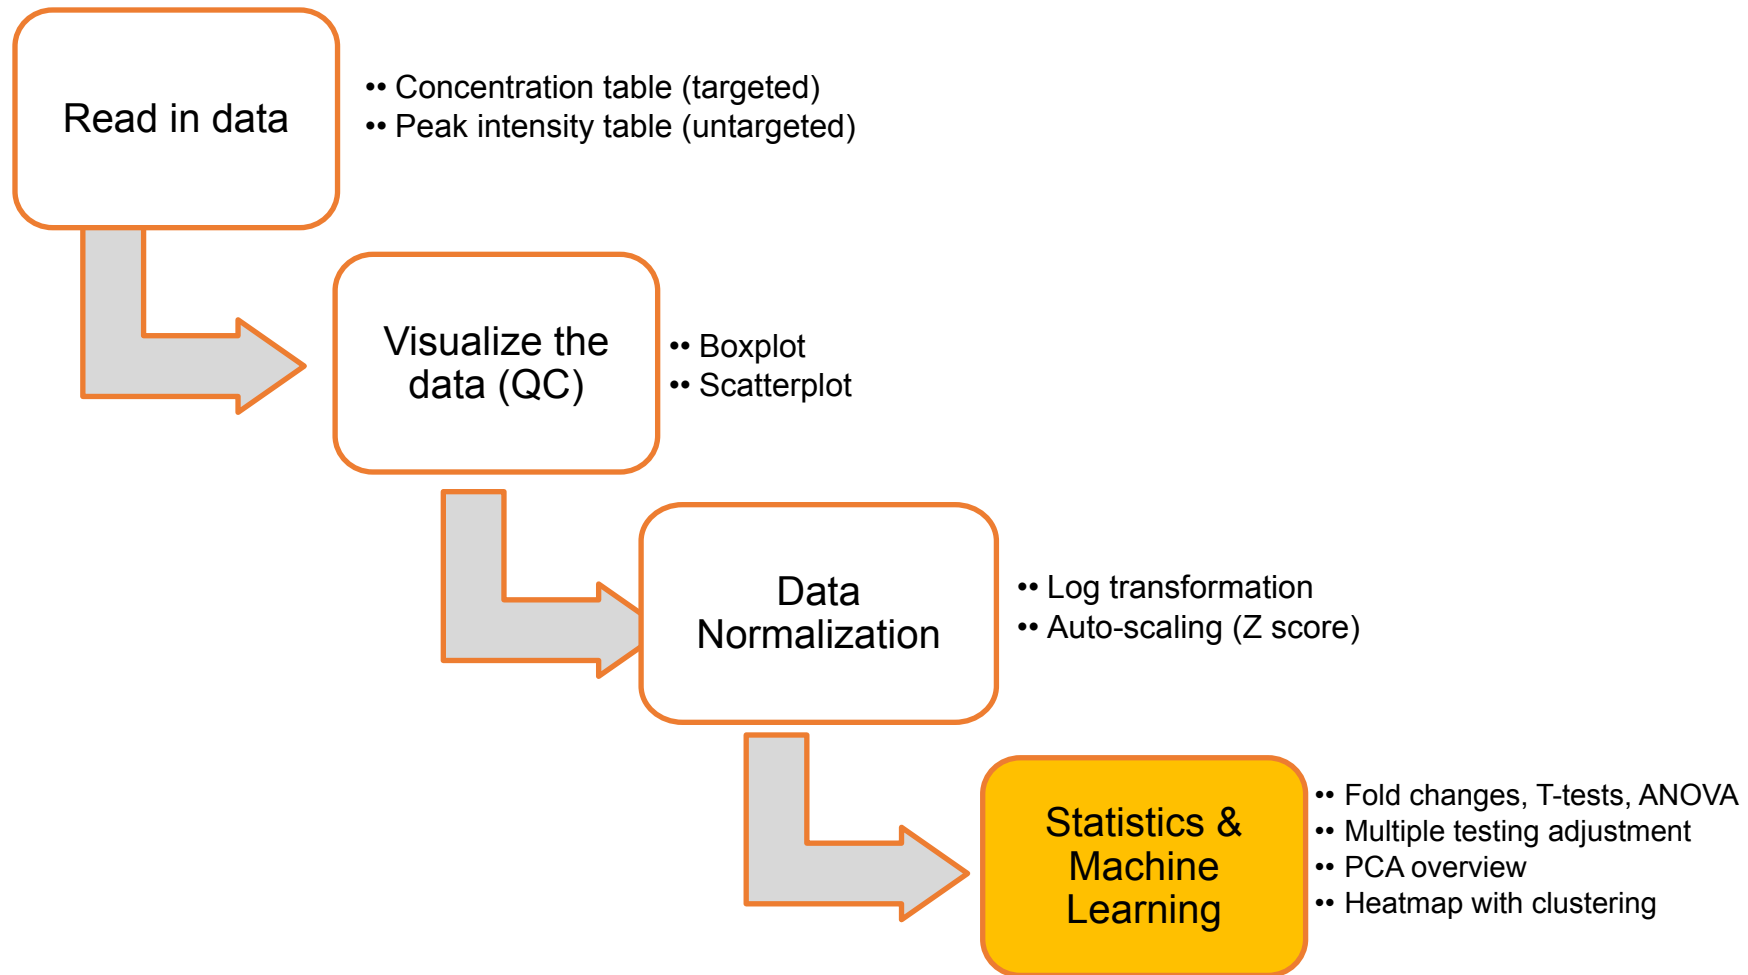 Read in data
•• Concentration table (targeted)
•• Peak intensity table (untargeted)
Visualize the
data (QC)
•• Boxplot
•• Scatterplot
Data
Normalization
•• Log transformation
•• Auto-scaling (Z score)
Statistics &
Machine
Learning
•• Fold changes, T-tests, ANOVA
•• Multiple testing adjustment
•• PCA overview
•• Heatmap with clustering